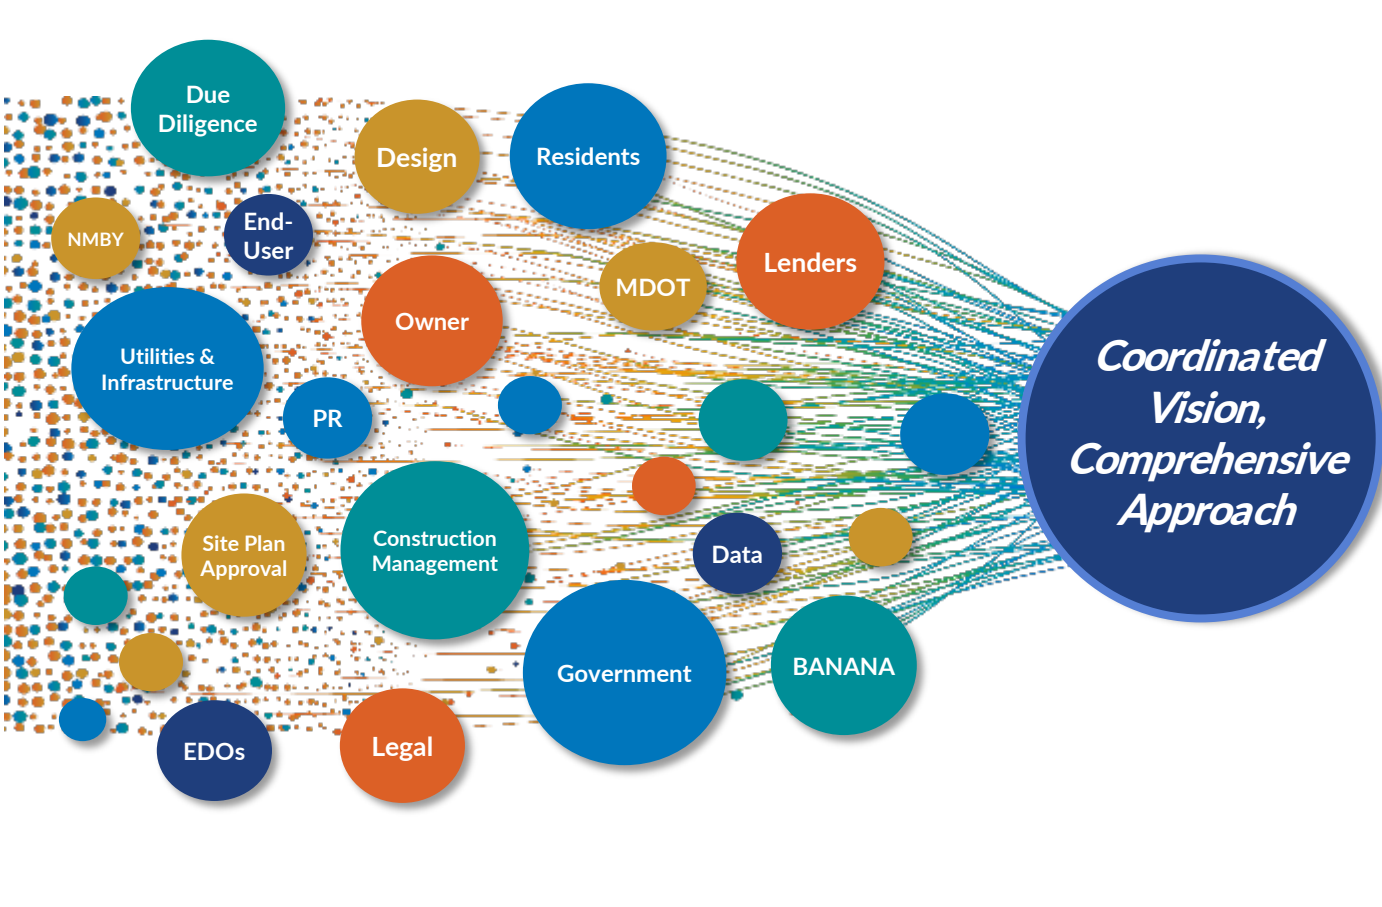 Due
Diligence
Design
Residents
NMBY
End-
User
Lenders
MDOT
Owner
Utilities &
Infrastructure
PR
Coordinated
Vision,
Comprehensive
Approach
Site Plan
Approval
Construction
Management
Data
Government
BANANA
EDOs
Legal